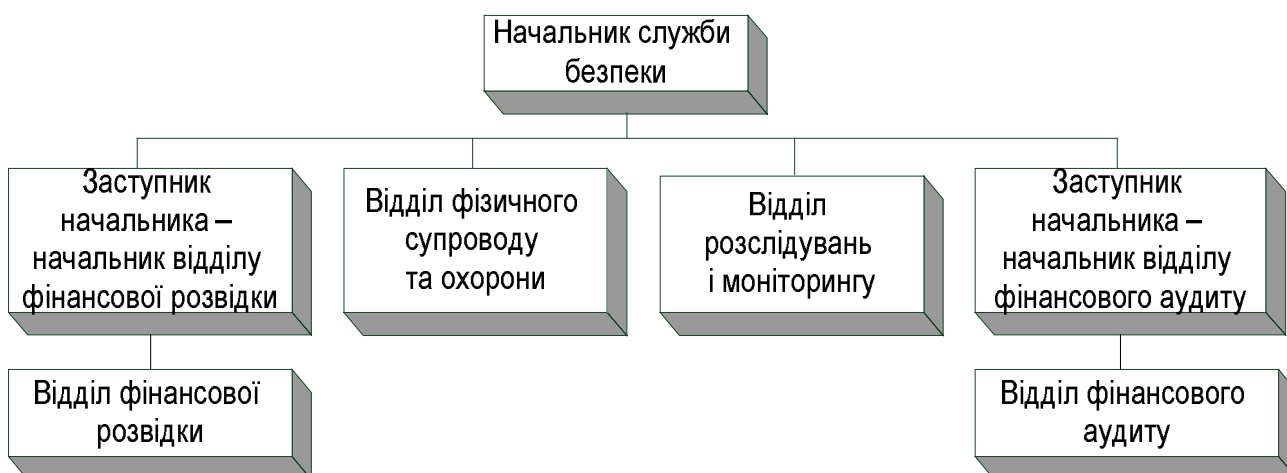 Начальник служби
безпеки
Заступник
начальника –
начальник відділу
фінансової розвідки
Відділ фізичного
супроводу
та охорони
Відділ
розслідувань
і моніторингу
Заступник
начальника –
начальник відділу
фінансового аудиту
Відділ фінансової
розвідки
Відділ фінансового
аудиту